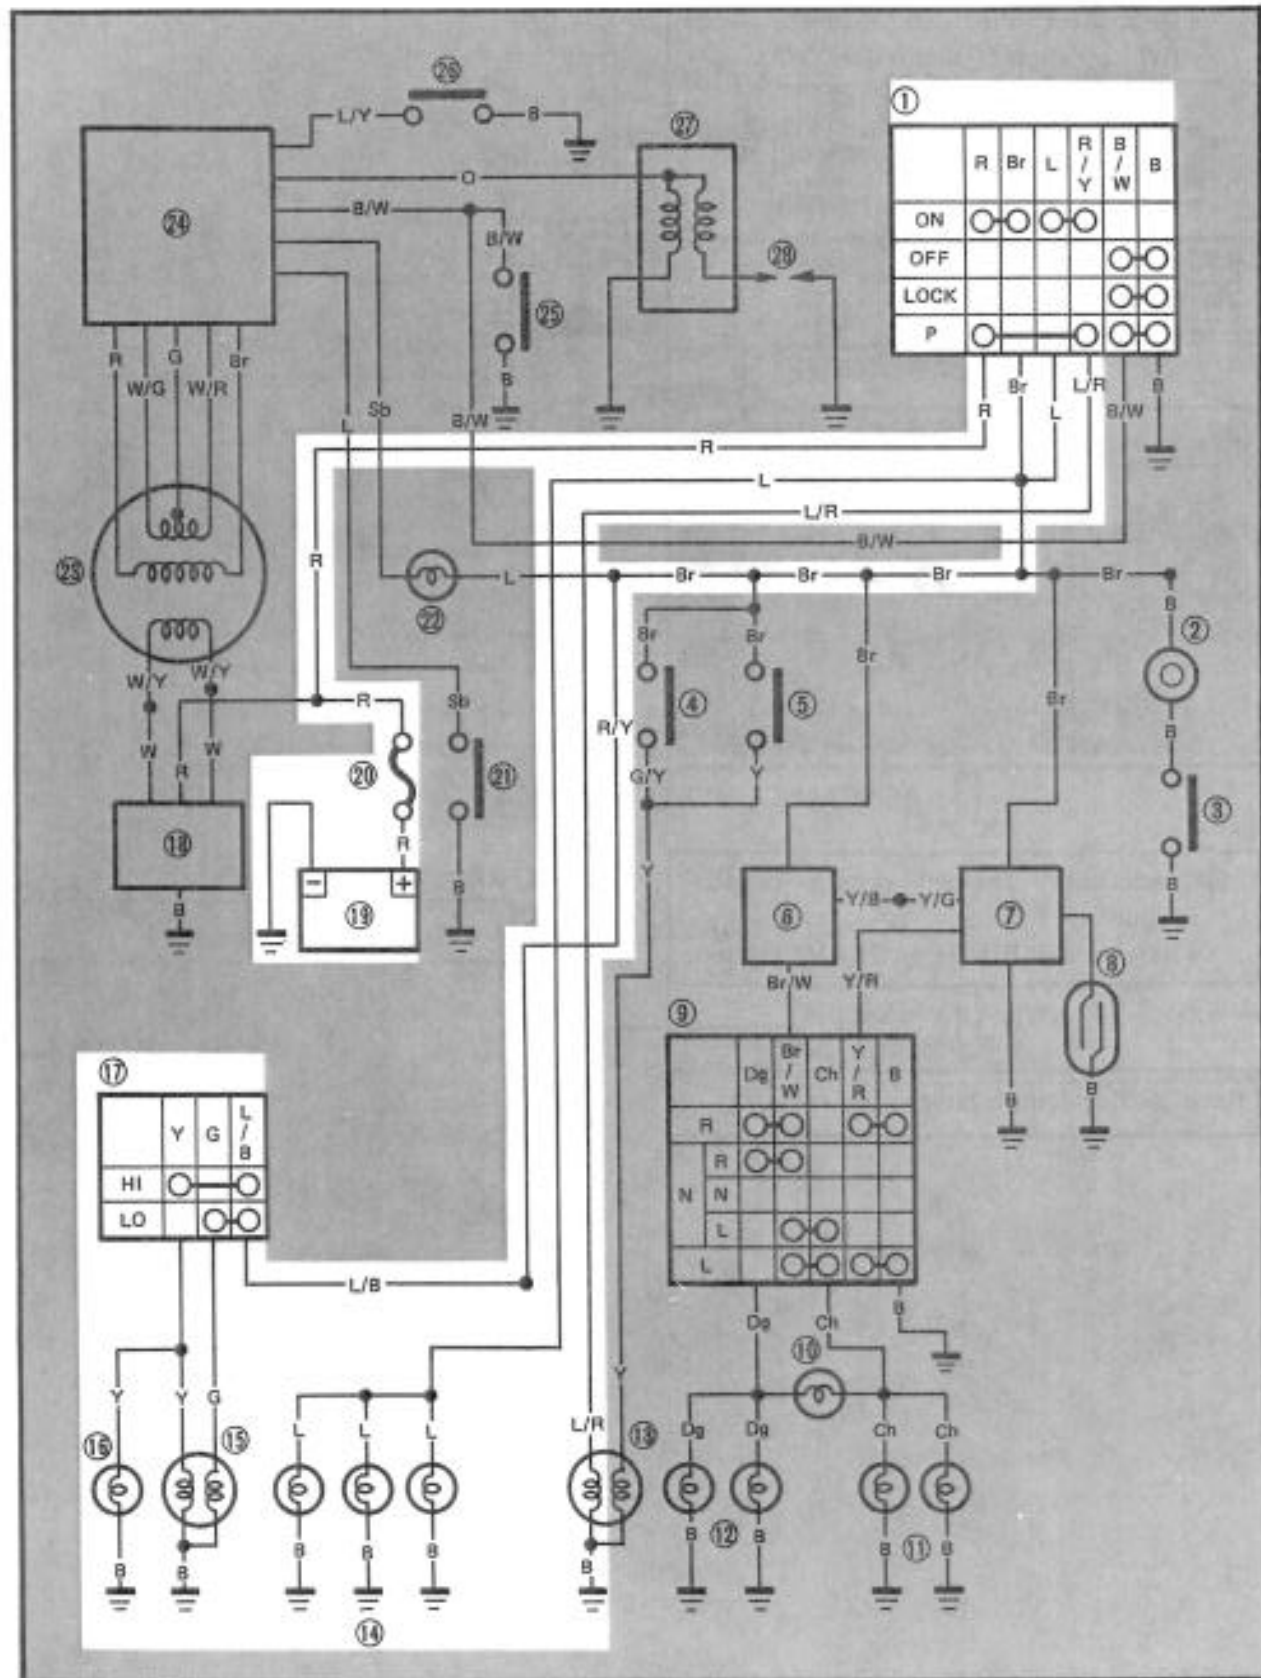 ㉖
①
L/Y
B
㉗
R Br L R/Y B/W B
ON
OFF
LOCK
P
㉔
O
B/W
B/W
㉘
㉕
R W/G G W/R Br
Sb
L
B/W
B
R Br L L/R B/W B
R
L
L/R
B/W
R
㉓
㉒
L Br Br Br Br
B
②
Br Br Br
Br
W/Y W/Y
R
Sb
R/Y
④ ⑤
B
W R W
⑳
㉑
G/Y Y
③
R
Y
B
⑱
- +
⑲
B
B
⑥
Y/B Y/G
⑦
Br/W
Y/R
⑧
⑨
Dg Br/W Ch Y/R B
R
N
R
N
L
L
B
B
⑰
Y G L/B
HI
LO
L/B
Dg Ch B
⑩
Y Y G
Y
L L L
L/R
Dg Dg Ch Ch
⑯ ⑮ ⑬
B B B B B B B ⑫ B B ⑪ B
⑭